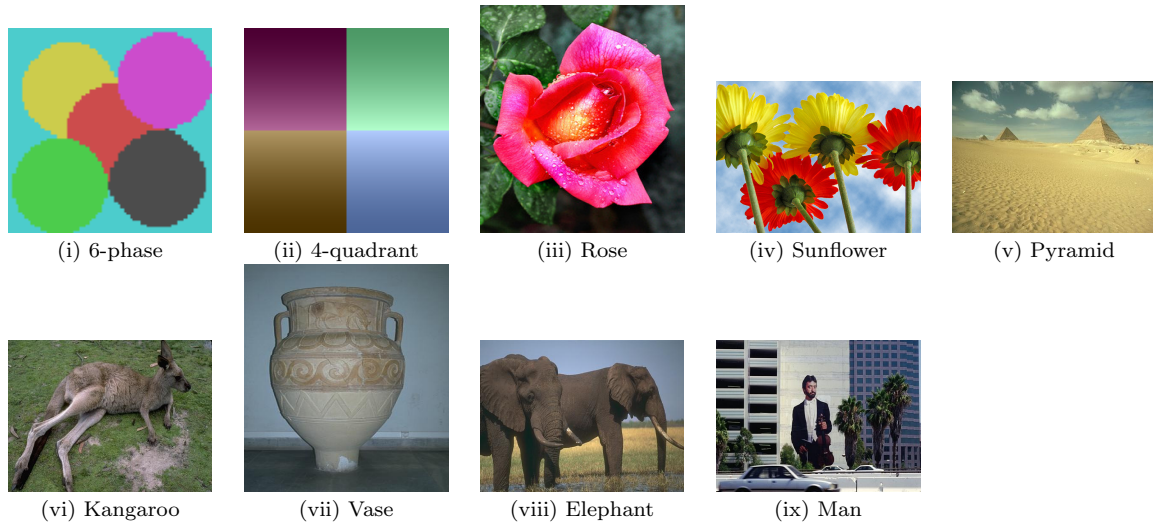 (i) 6-phase
(ii) 4-quadrant
(iii) Rose
(iv) Sunflower
(v) Pyramid
(vi) Kangaroo
(vii) Vase
(viii) Elephant
(ix) Man